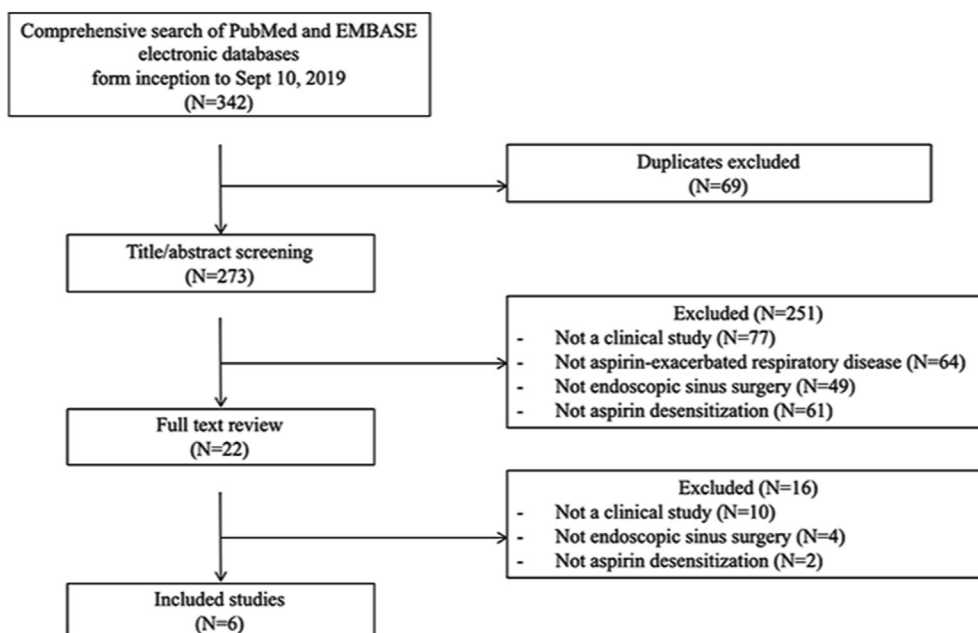 Comprehensive search of PubMed and EMBASE
electronic databases
form inception to Sept 10, 2019
(N=342)
Duplicates excluded
(N=69)
Title/abstract screening
(N=273)
Excluded (N=251)
- Not a clinical study (N=77)
- Not aspirin-exacerbated respiratory disease (N=64)
- Not endoscopic sinus surgery (N=49)
- Not aspirin desensitization (N=61)
Full text review
(N=22)
Excluded (N=16)
- Not a clinical study (N=10)
- Not endoscopic sinus surgery (N=4)
- Not aspirin desensitization (N=2)
Included studies
(N=6)